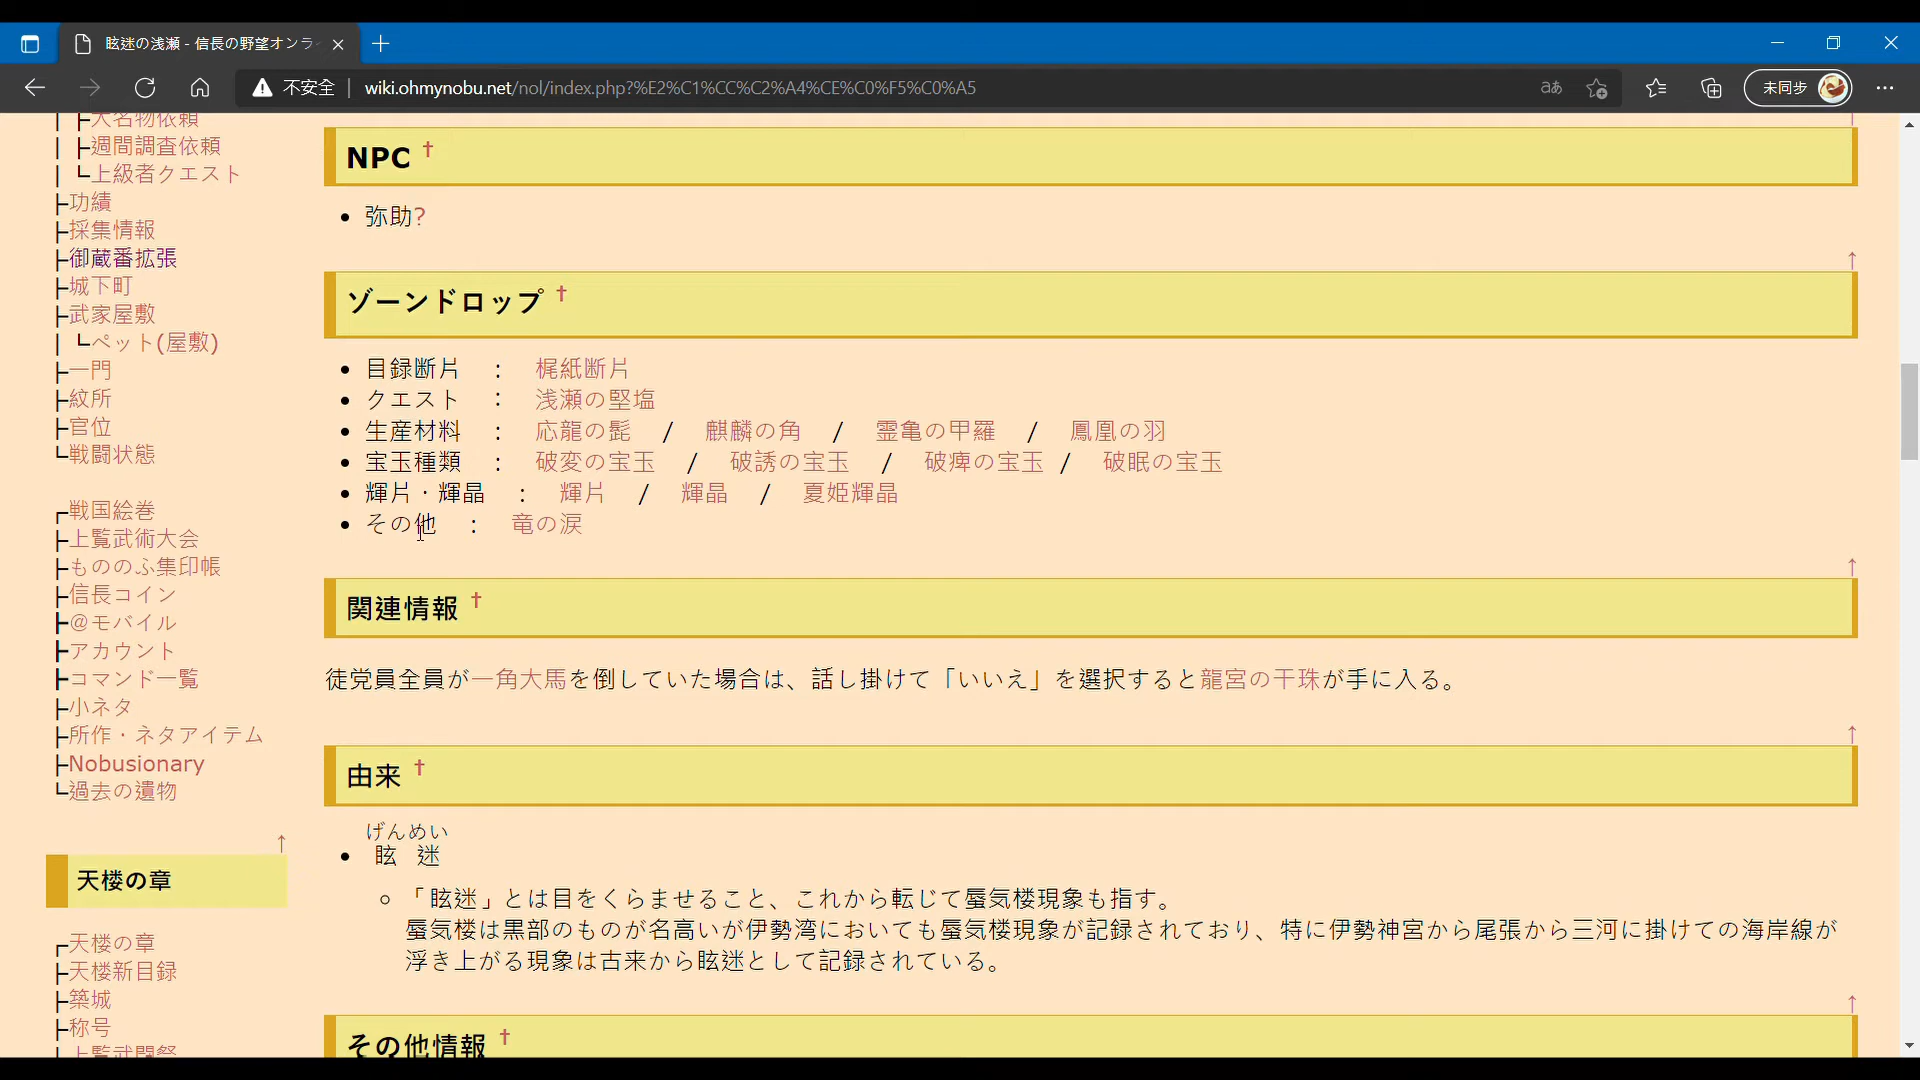 眩迷の浅瀬 - 信長の野望オンラ
不安全 | wiki.ohmynobu.net/nol/index.php?%E2%C1%CC%C2%A4%CE%C0%F5%C0%A5
aあ
未同步
│ ├大名物依頼
│ ├週間調査依頼
│ └上級者クエスト
├功績
├採集情報
├御蔵番拡張
├城下町
├武家屋敷
│ └ペット(屋敷)
├一門
├紋所
├官位
└戦闘状態
┌戦国絵巻
├上覧武術大会
├もののふ集印帳
├信長コイン
├@モバイル
├アカウント
├コマンド一覧
├小ネタ
├所作・ネタアイテム
├Nobusionary
└過去の遺物
↑
天楼の章
┌天楼の章
├天楼新目録
├築城
├称号
├上覧武闘祭
↑
NPC †
• 弥助?
↑
ゾーンドロップ †
• 目録断片 : 梶紙断片
• クエスト : 浅瀬の堅塩
• 生産材料 : 応龍の髭 / 麒麟の角 / 霊亀の甲羅 / 鳳凰の羽
• 宝玉種類 : 破変の宝玉 / 破誘の宝玉 / 破痺の宝玉 / 破眠の宝玉
• 輝片・輝晶 : 輝片 / 輝晶 / 夏姫輝晶
• その他 : 竜の涙
↑
関連情報 †
徒党員全員が一角大馬を倒していた場合は、話し掛けて「いいえ」を選択すると龍宮の干珠が手に入る。
↑
由来 †
げんめい
• 眩 迷
○ 「眩迷」とは目をくらませること、これから転じて蜃気楼現象も指す。
蜃気楼は黒部のものが名高いが伊勢湾においても蜃気楼現象が記録されており、特に伊勢神宮から尾張から三河に掛けての海岸線が
浮き上がる現象は古来から眩迷として記録されている。
↑
その他情報 †